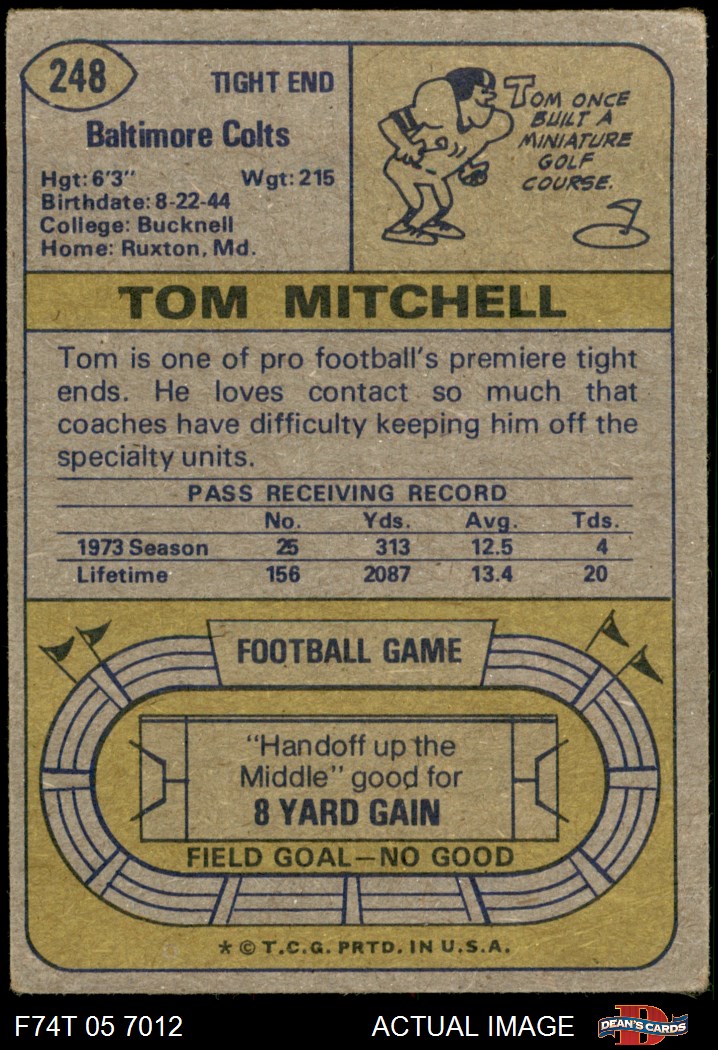 248
TIGHT END
Baltimore Colts
Hgt: 6'3" Wgt: 215
Birthdate: 8-22-44
College: Bucknell
Home: Ruxton, Md.
TOM ONCE
BUILT A
MINIATURE
GOLF
COURSE.
TOM MITCHELL
Tom is one of pro football's premiere tight
ends. He loves contact so much that
coaches have difficulty keeping him off the
specialty units.
PASS RECEIVING RECORD
No. Yds. Avg. Tds.
1973 Season 25 313 12.5 4
Lifetime 156 2087 13.4 20
FOOTBALL GAME
"Handoff up the
Middle" good for
8 YARD GAIN
FIELD GOAL—NO GOOD
* © T.C.G. PRTD. IN U.S.A.
F74T 05 7012 ACTUAL IMAGE
D
DEAN'S CARDS